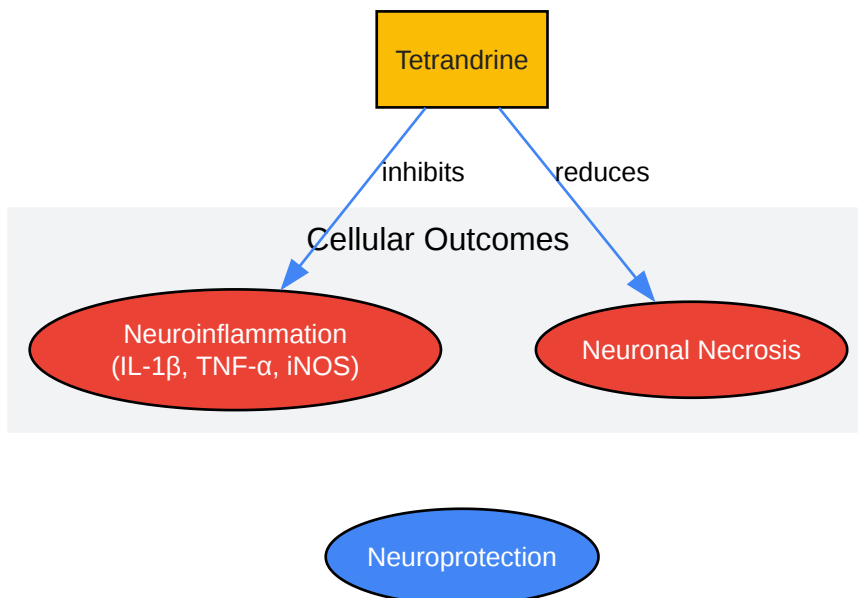 Tetrandrine
inhibits
reduces
Cellular Outcomes
Neuroinflammation
(IL-1β, TNF-α, iNOS)
Neuronal Necrosis
Neuroprotection